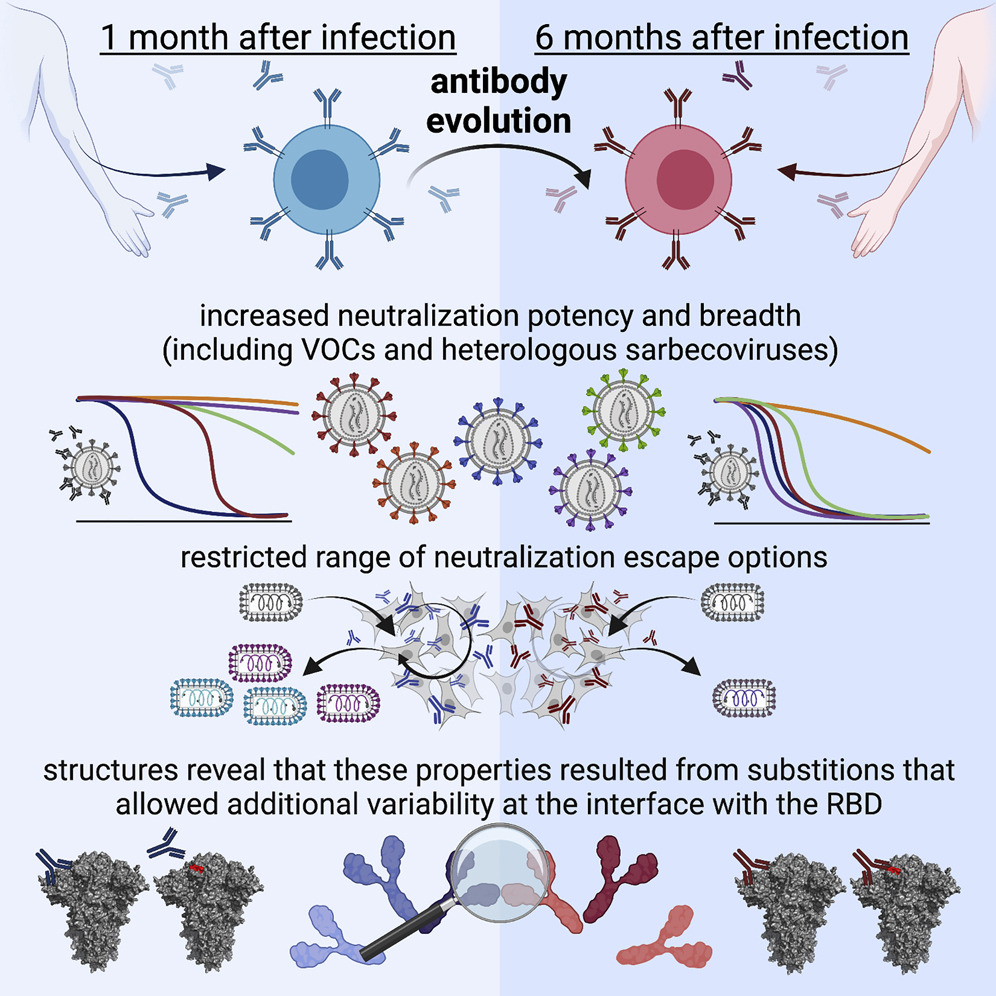 1 month after infection
6 months after infection
antibody
evolution
increased neutralization potency and breadth
(including VOCs and heterologous sarbecoviruses)
restricted range of neutralization escape options
structures reveal that these properties resulted from substitions that
allowed additional variability at the interface with the RBD